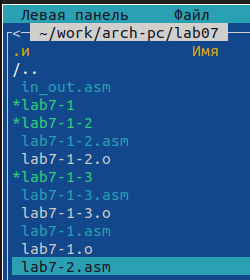 Левая панель Файл
< ~/work/arch-pc/lab07
.и Имя
/..
in_out.asm
*lab7-1
*lab7-1-2
lab7-1-2.asm
lab7-1-2.o
*lab7-1-3
lab7-1-3.asm
lab7-1-3.o
lab7-1.asm
lab7-1.o
lab7-2.asm